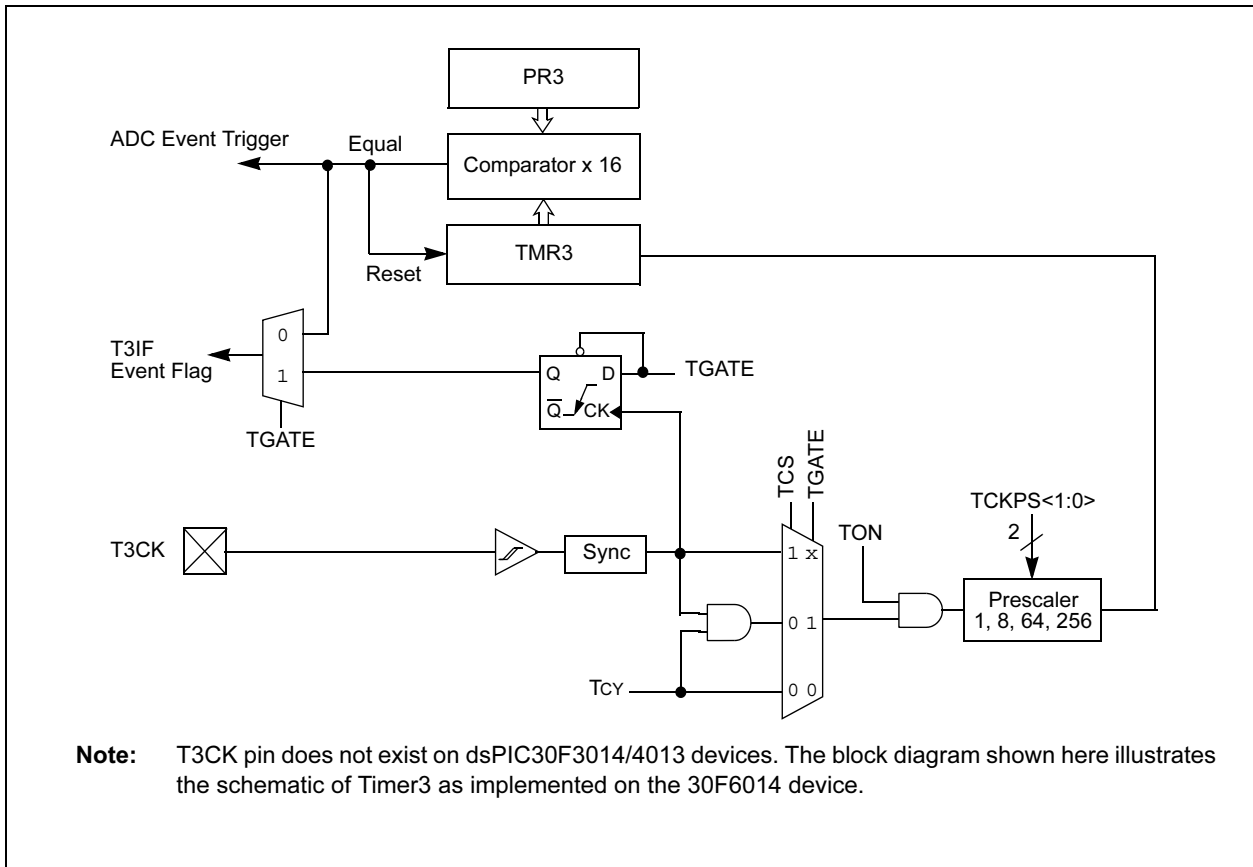 PR3
ADC Event Trigger
Equal
Comparator x 16
TMR3
Reset
0
T3IF
Event Flag
1
Q D
TGATE
Q CK
TGATE
TCS
TGATE
TCKPS<1:0>
2
TON
T3CK
Sync
1 x
Prescaler
1, 8, 64, 256
0 1
TCY
0 0
Note: T3CK pin does not exist on dsPIC30F3014/4013 devices. The block diagram shown here illustrates
the schematic of Timer3 as implemented on the 30F6014 device.